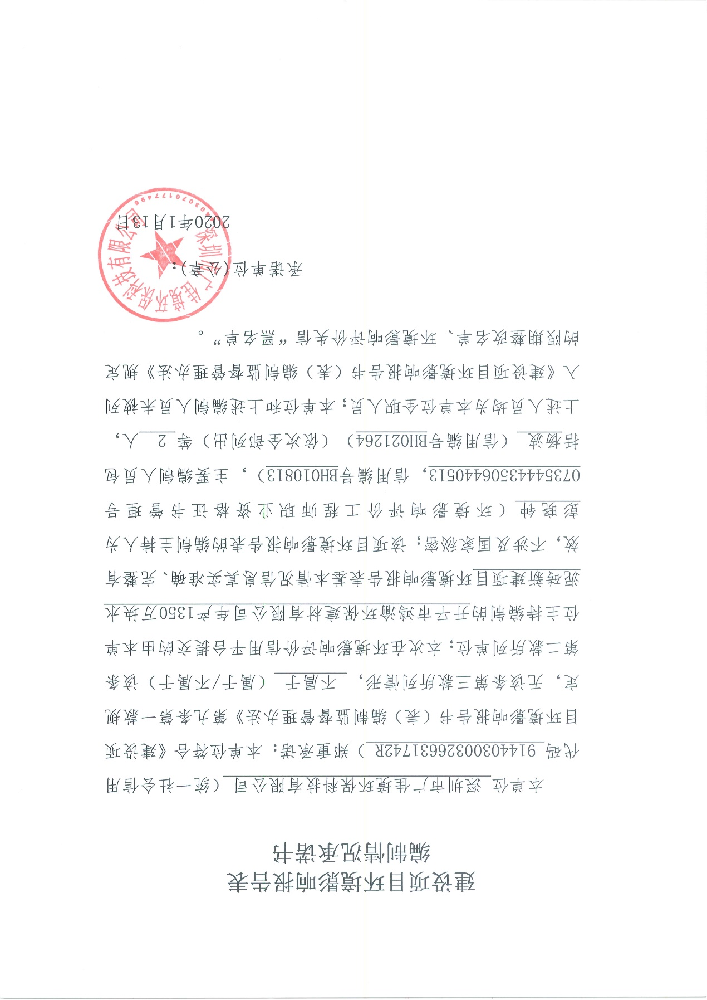 建设项目环境影响报告表
编制情况承诺书
本单位 深圳市广佳境环保科技有限公司 （统一社会信用
代码 91440300326631742R ）郑重承诺：本单位符合《建设项
目环境影响报告书（表）编制监督管理办法》第九条第一款规
定，无该条第三款所列情形， 不属于 （属于/不属于）该条
第二款所列单位；本次在环境影响评价信用平台提交的由本单
位主持编制的开平市鸿渝环保建材有限公司年产1350万块水
泥砖新建项目环境影响报告表基本情况信息真实准确、完整有
效，不涉及国家秘密；该项目环境影响报告表的编制主持人为
彭晓钟（环境影响评价工程师职业资格证书管理号
07354443506440513，信用编号BH010813），主要编制人员包
括杨波 （信用编号BH021264）（依次全部列出）等 2 人，
上述人员均为本单位全职人员；本单位和上述编制人员未被列
入《建设项目环境影响报告书（表）编制监督管理办法》规定
的限期整改名单、环境影响评价失信“黑名单”。
承诺单位(公章)：
2020年1月13日
深圳市广佳境环保科技有限公司